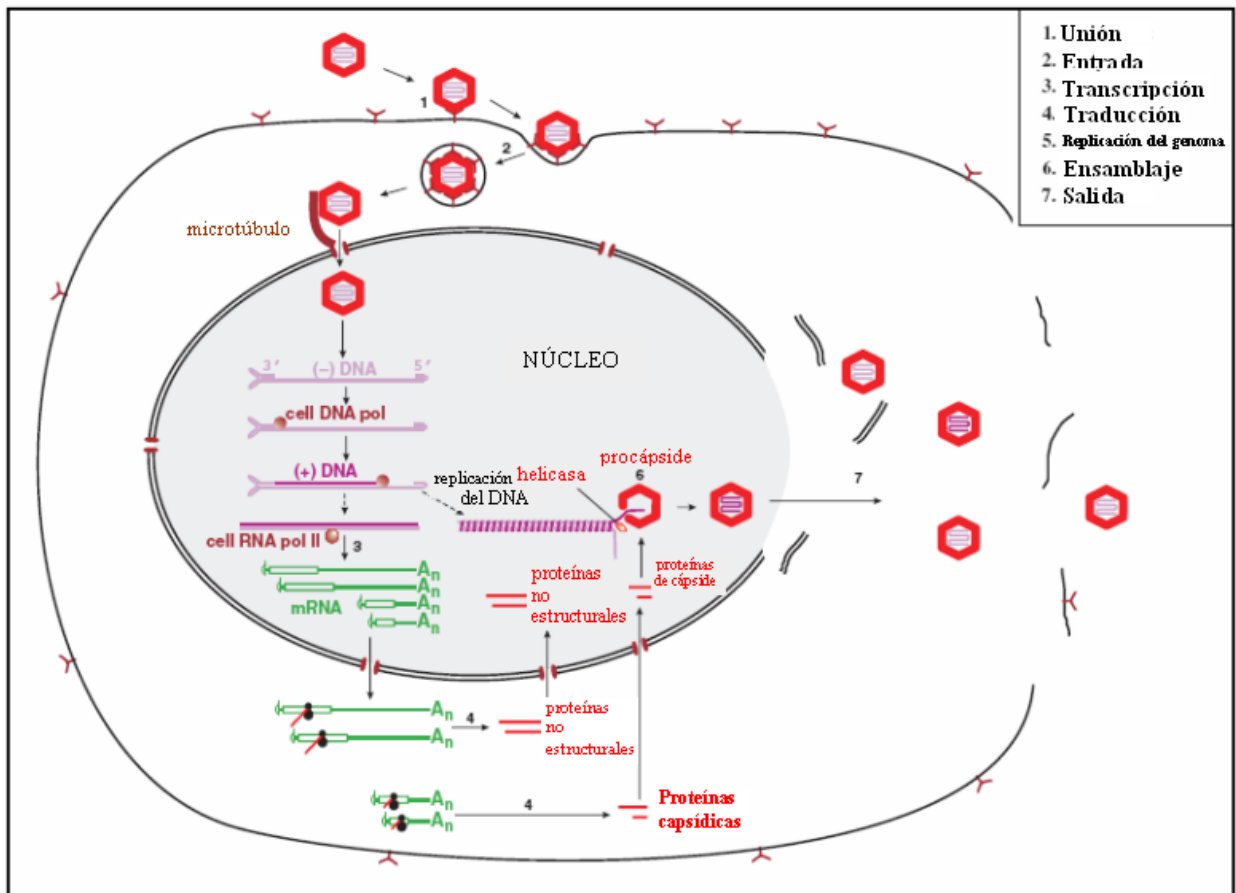 1. Unión
2. Entrada
3. Transcripción
4. Traducción
5. Replicación del genoma
6. Ensamblaje
7. Salida
1
2
microtúbulo
NÚCLEO
3′ (–) DNA 5′
cell DNA pol
(+) DNA
replicación
del DNA
helicasa
procápside
6
7
cell RNA pol II
3
An
An
mRNA
An
An
proteínas
no
estructurales
proteínas
de cápside
An
An
4
proteínas
no
estructurales
An
An
4
Proteínas
capsídicas